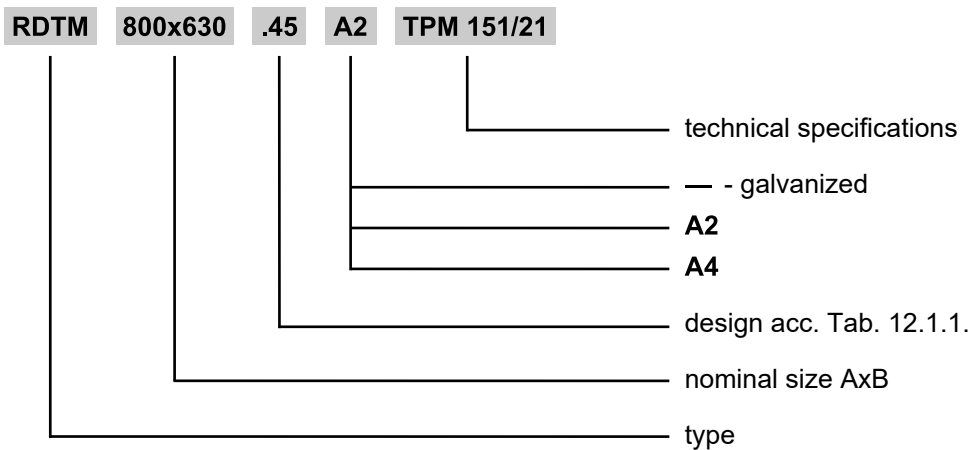 RDTM 800x630 .45 A2 TPM 151/21
technical specifications
— - galvanized
A2
A4
design acc. Tab. 12.1.1.
nominal size AxB
type